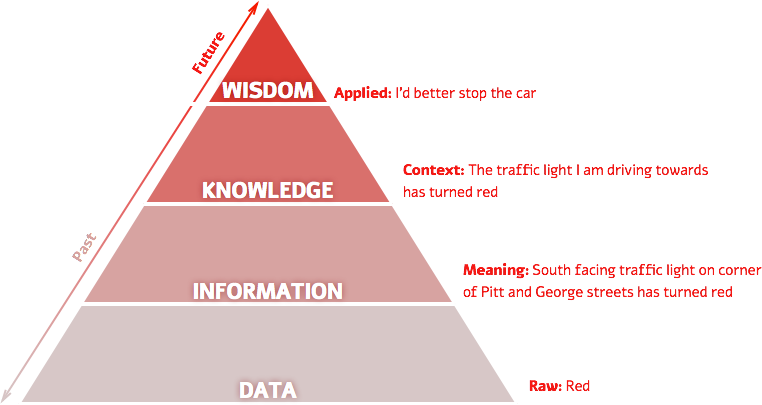 Future
WISDOM
Applied: I'd better stop the car
Context: The traffic light I am driving towards
has turned red
KNOWLEDGE
Past
Meaning: South facing traffic light on corner
of Pitt and George streets has turned red
INFORMATION
Raw: Red
DATA